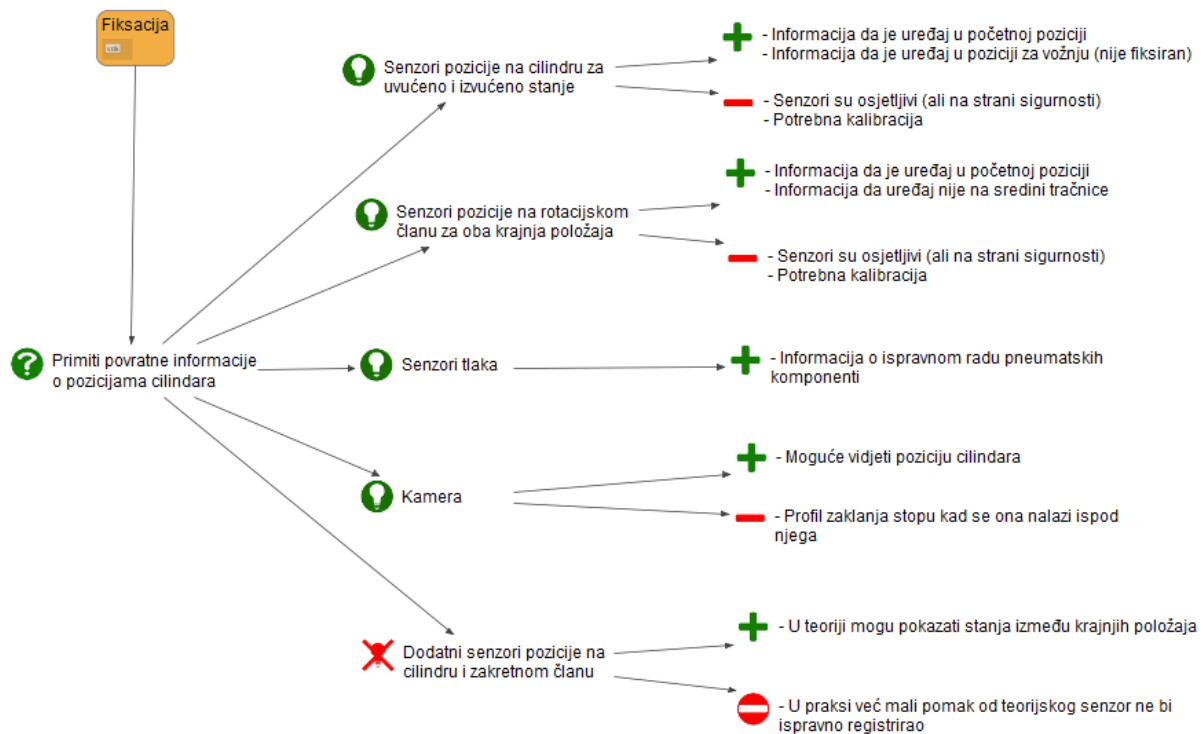 Fiksacija
vdk
Senzori pozicije na cilindru za
uvućeno i izvućeno stanje
- Informacija da je uređaj u početnoj poziciji
- Informacija da je uređaj u poziciji za vožnju (nije fiksiran)
- Senzori su osjetljivi (ali na strani sigurnosti)
- Potrebna kalibracija
Senzori pozicije na rotacijskom
članu za oba krajnja položaja
- Informacija da je uređaj u početnoj poziciji
- Informacija da uređaj nije na sredini tračnice
- Senzori su osjetljivi (ali na strani sigurnosti)
- Potrebna kalibracija
Primiti povratne informacije
o pozicijama cilindara
Senzori tlaka
- Informacija o ispravnom radu pneumatskih
komponenti
Kamera
- Moguće vidjeti poziciju cilindara
- Profil zaklanja stopu kad se ona nalazi ispod
njega
Dodatni senzori pozicije na
cilindru i zakretnom članu
- U teoriji mogu pokazati stanja između krajnjih položaja
- U praksi već mali pomak od teorijskog senzor ne bi
ispravno registrirao